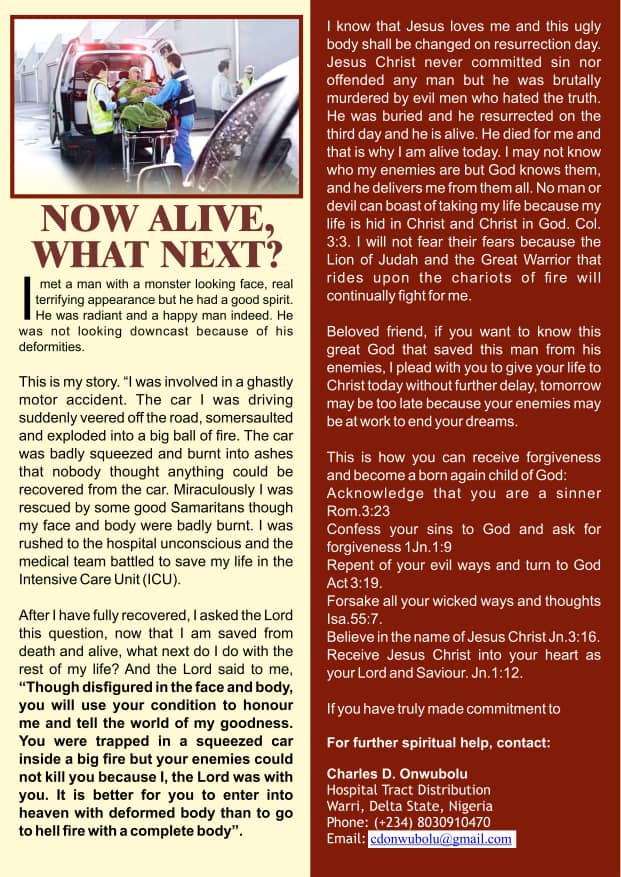 NOW ALIVE,
WHAT NEXT?
I met a man with a monster looking face, real
terrifying appearance but he had a good spirit.
He was radiant and a happy man indeed. He
was not looking downcast because of his
deformities.
This is my story. “I was involved in a ghastly
motor accident. The car I was driving
suddenly veered off the road, somersaulted
and exploded into a big ball of fire. The car
was badly squeezed and burnt into ashes
that nobody thought anything could be
recovered from the car. Miraculously I was
rescued by some good Samaritans though
my face and body were badly burnt. I was
rushed to the hospital unconscious and the
medical team battled to save my life in the
Intensive Care Unit (ICU).
After I have fully recovered, I asked the Lord
this question, now that I am saved from
death and alive, what next do I do with the
rest of my life? And the Lord said to me,
“Though disfigured in the face and body,
you will use your condition to honour
me and tell the world of my goodness.
You were trapped in a squeezed car
inside a big fire but your enemies could
not kill you because I, the Lord was with
you. It is better for you to enter into
heaven with deformed body than to go
to hell fire with a complete body”.
I know that Jesus loves me and this ugly
body shall be changed on resurrection day.
Jesus Christ never committed sin nor
offended any man but he was brutally
murdered by evil men who hated the truth.
He was buried and he resurrected on the
third day and he is alive. He died for me and
that is why I am alive today. I may not know
who my enemies are but God knows them,
and he delivers me from them all. No man or
devil can boast of taking my life because my
life is hid in Christ and Christ in God. Col.
3:3. I will not fear their fears because the
Lion of Judah and the Great Warrior that
rides upon the chariots of fire will
continually fight for me.
Beloved friend, if you want to know this
great God that saved this man from his
enemies, I plead with you to give your life to
Christ today without further delay, tomorrow
may be too late because your enemies may
be at work to end your dreams.
This is how you can receive forgiveness
and become a born again child of God:
Acknowledge that you are a sinner
Rom.3:23
Confess your sins to God and ask for
forgiveness 1Jn.1:9
Repent of your evil ways and turn to God
Act 3:19.
Forsake all your wicked ways and thoughts
Isa.55:7.
Believe in the name of Jesus Christ Jn.3:16.
Receive Jesus Christ into your heart as
your Lord and Saviour. Jn.1:12.
If you have truly made commitment to
For further spiritual help, contact:
Charles D. Onwubolu
Hospital Tract Distribution
Warri, Delta State, Nigeria
Phone: (+234) 8030910470
Email: cdonwubolu@gmail.com